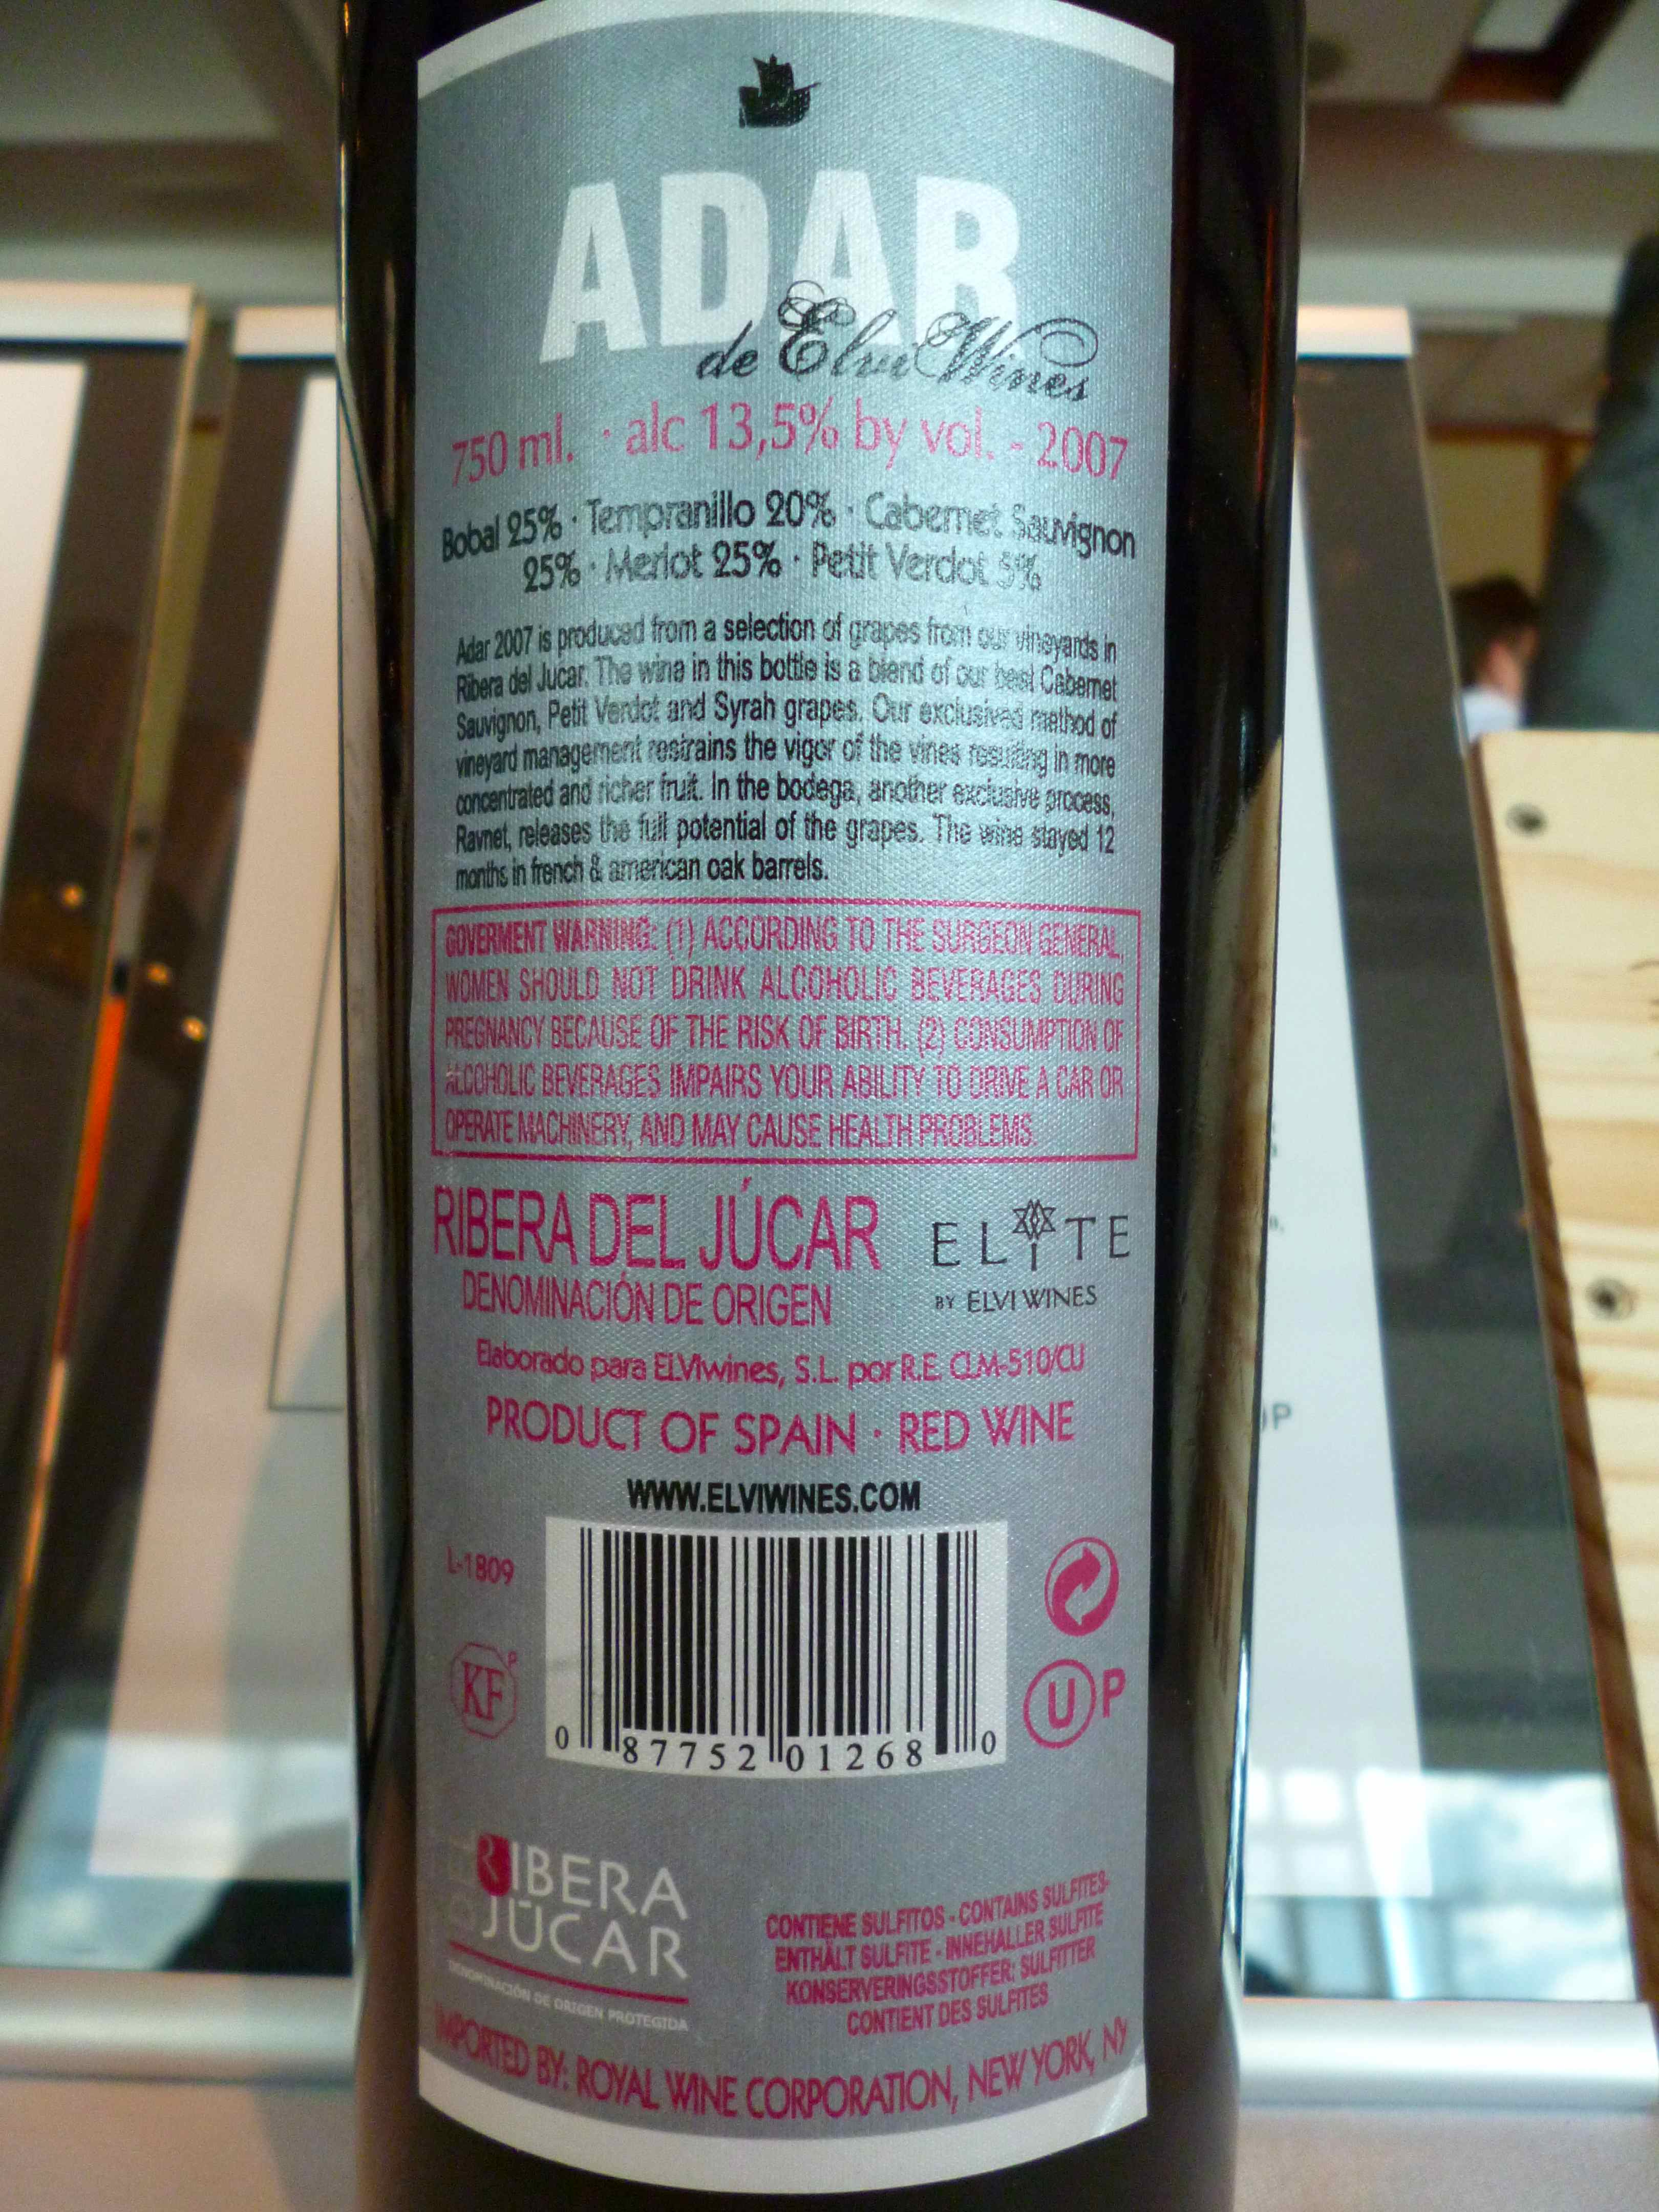 ADAR
de Elvi Wines
750 ml. · alc 13,5% by vol. - 2007
Bobal 25% · Tempranillo 20% · Cabernet Sauvignon
25% · Merlot 25% · Petit Verdot 5%
Adar 2007 is produced from a selection of grapes from our vineyards in
Ribera del Jucar. The wine in this bottle is a blend of our best Cabernet
Sauvignon, Petit Verdot and Syrah grapes. Our exclusived method of
vineyard management restrains the vigor of the vines resulting in more
concentrated and richer fruit. In the bodega, another exclusive process,
Ravnet, releases the full potential of the grapes. The wine stayed 12
months in french & american oak barrels.
GOVERMENT WARNING: (1) ACCORDING TO THE SURGEON GENERAL,
WOMEN SHOULD NOT DRINK ALCOHOLIC BEVERAGES DURING
PREGNANCY BECAUSE OF THE RISK OF BIRTH. (2) CONSUMPTION OF
ALCOHOLIC BEVERAGES IMPAIRS YOUR ABILITY TO DRIVE A CAR OR
OPERATE MACHINERY, AND MAY CAUSE HEALTH PROBLEMS.
RIBERA DEL JÚCAR
DENOMINACIÓN DE ORIGEN
ELITE
BY ELVI WINES
Elaborado para ELVIwines, S.L. por R.E. CLM-510/CU
PRODUCT OF SPAIN · RED WINE
WWW.ELVIWINES.COM
L-1809
KF P
0 87752 01268 0
U P
RIBERA
DEL JÚCAR
DENOMINACIÓN DE ORIGEN PROTEGIDA
CONTIENE SULFITOS - CONTAINS SULFITES-
ENTHÄLT SULFITE - INNEHALLER SULFITE
KONSERVERINGSSTOFFER: SULFITTER
CONTIENT DES SULFITES
IMPORTED BY: ROYAL WINE CORPORATION, NEW YORK, NY